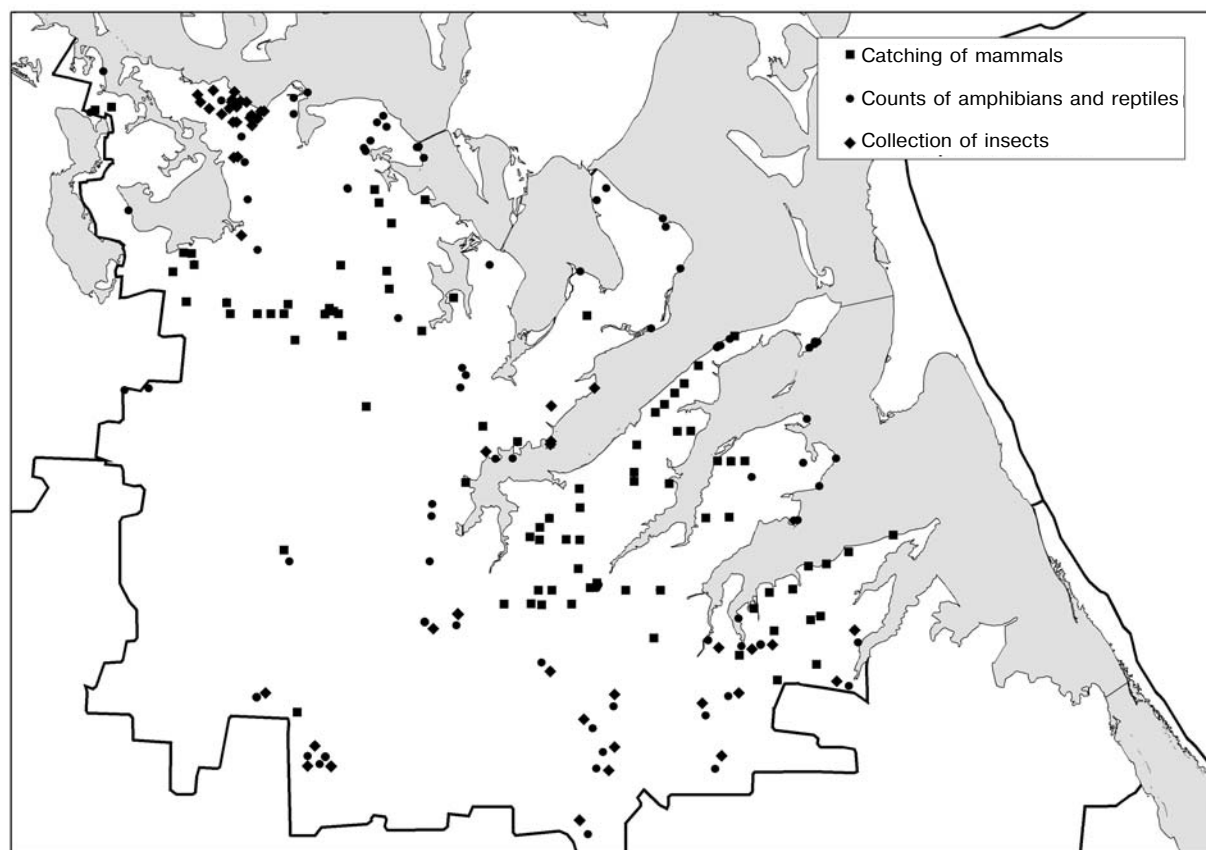 Catching of mammals
Counts of amphibians and reptiles
Collection of insects